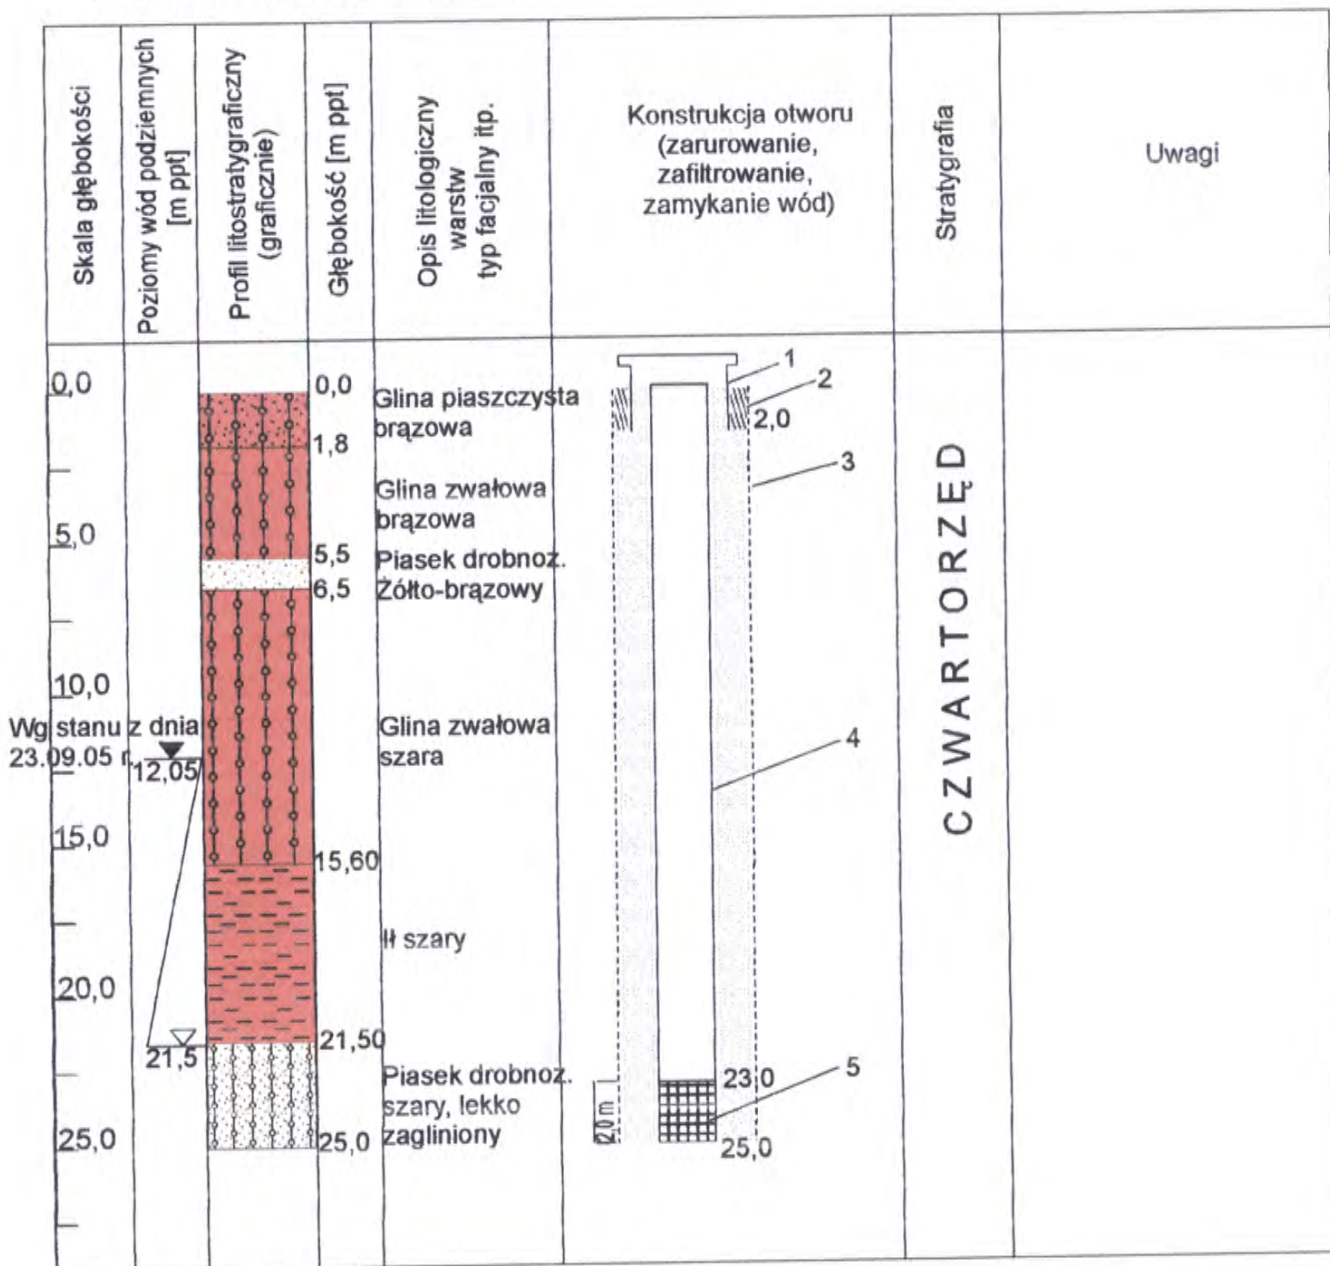 Skala głębokości
Poziomy wód podziemnych
[m ppt]
Profil litostratygraficzny
(graficznie)
Głębokość [m ppt]
Opis litologiczny
warstw
typ facjalny itp.
Konstrukcja otworu
(zarurowanie,
zafiltrowanie,
zamykanie wód)
Stratygrafia
Uwagi
0,0
5,0
10,0
15,0
20,0
25,0
Wg stanu z dnia
23.09.05 r.
12,05
21,5
0,0
1,8
5,5
6,5
15,60
21,50
25,0
Glina piaszczysta
brązowa
Glina zwałowa
brązowa
Piasek drobnoz.
Żółto-brązowy
Glina zwałowa
szara
Ił szary
Piasek drobnoz.
szary, lekko
zagliniony
1
2
2,0
3
4
23,0
5
2,0 m
25,0
CZWARTORZĘD